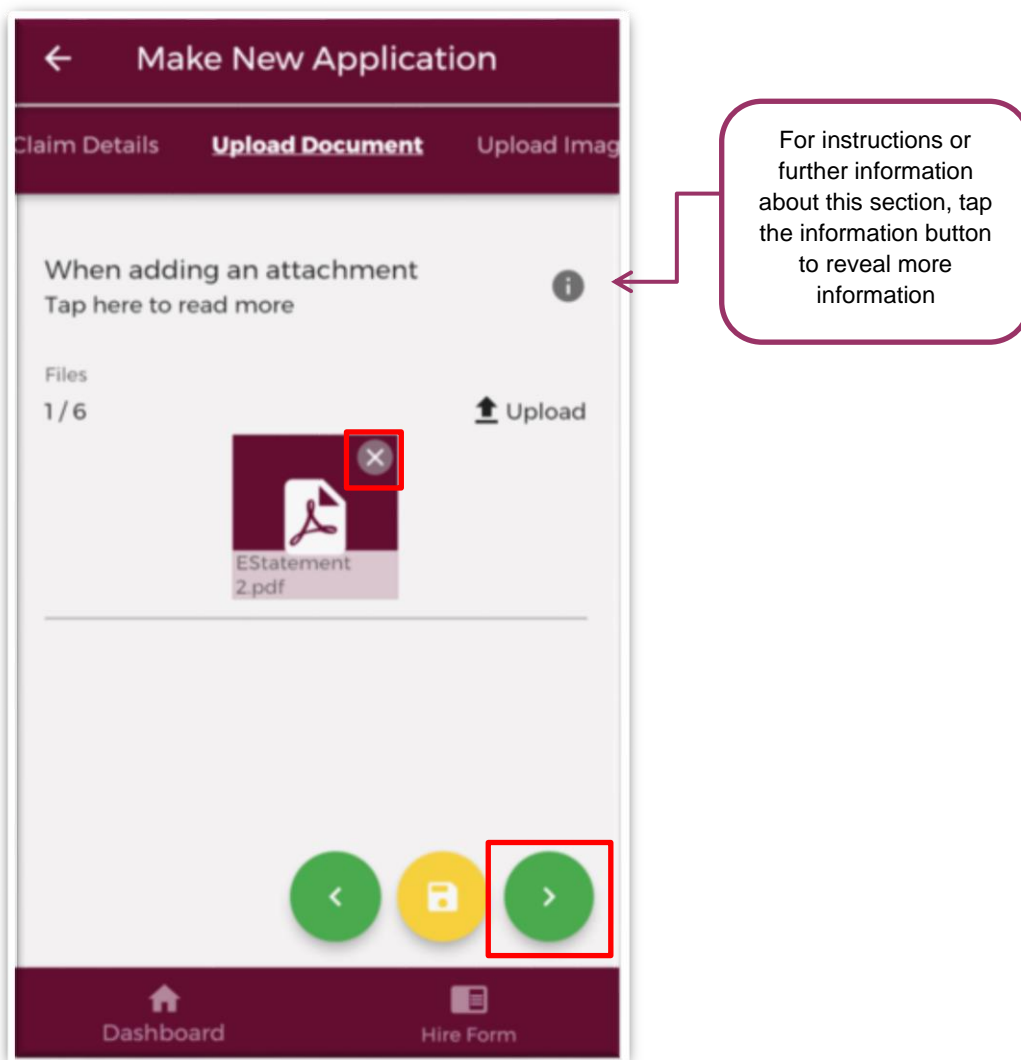 Make New Application
Claim Details Upload Document Upload Imag
For instructions or
further information
about this section, tap
the information button
to reveal more
information
When adding an attachment
Tap here to read more
Files
1 / 6
Upload
EStatement
2.pdf
Dashboard
Hire Form